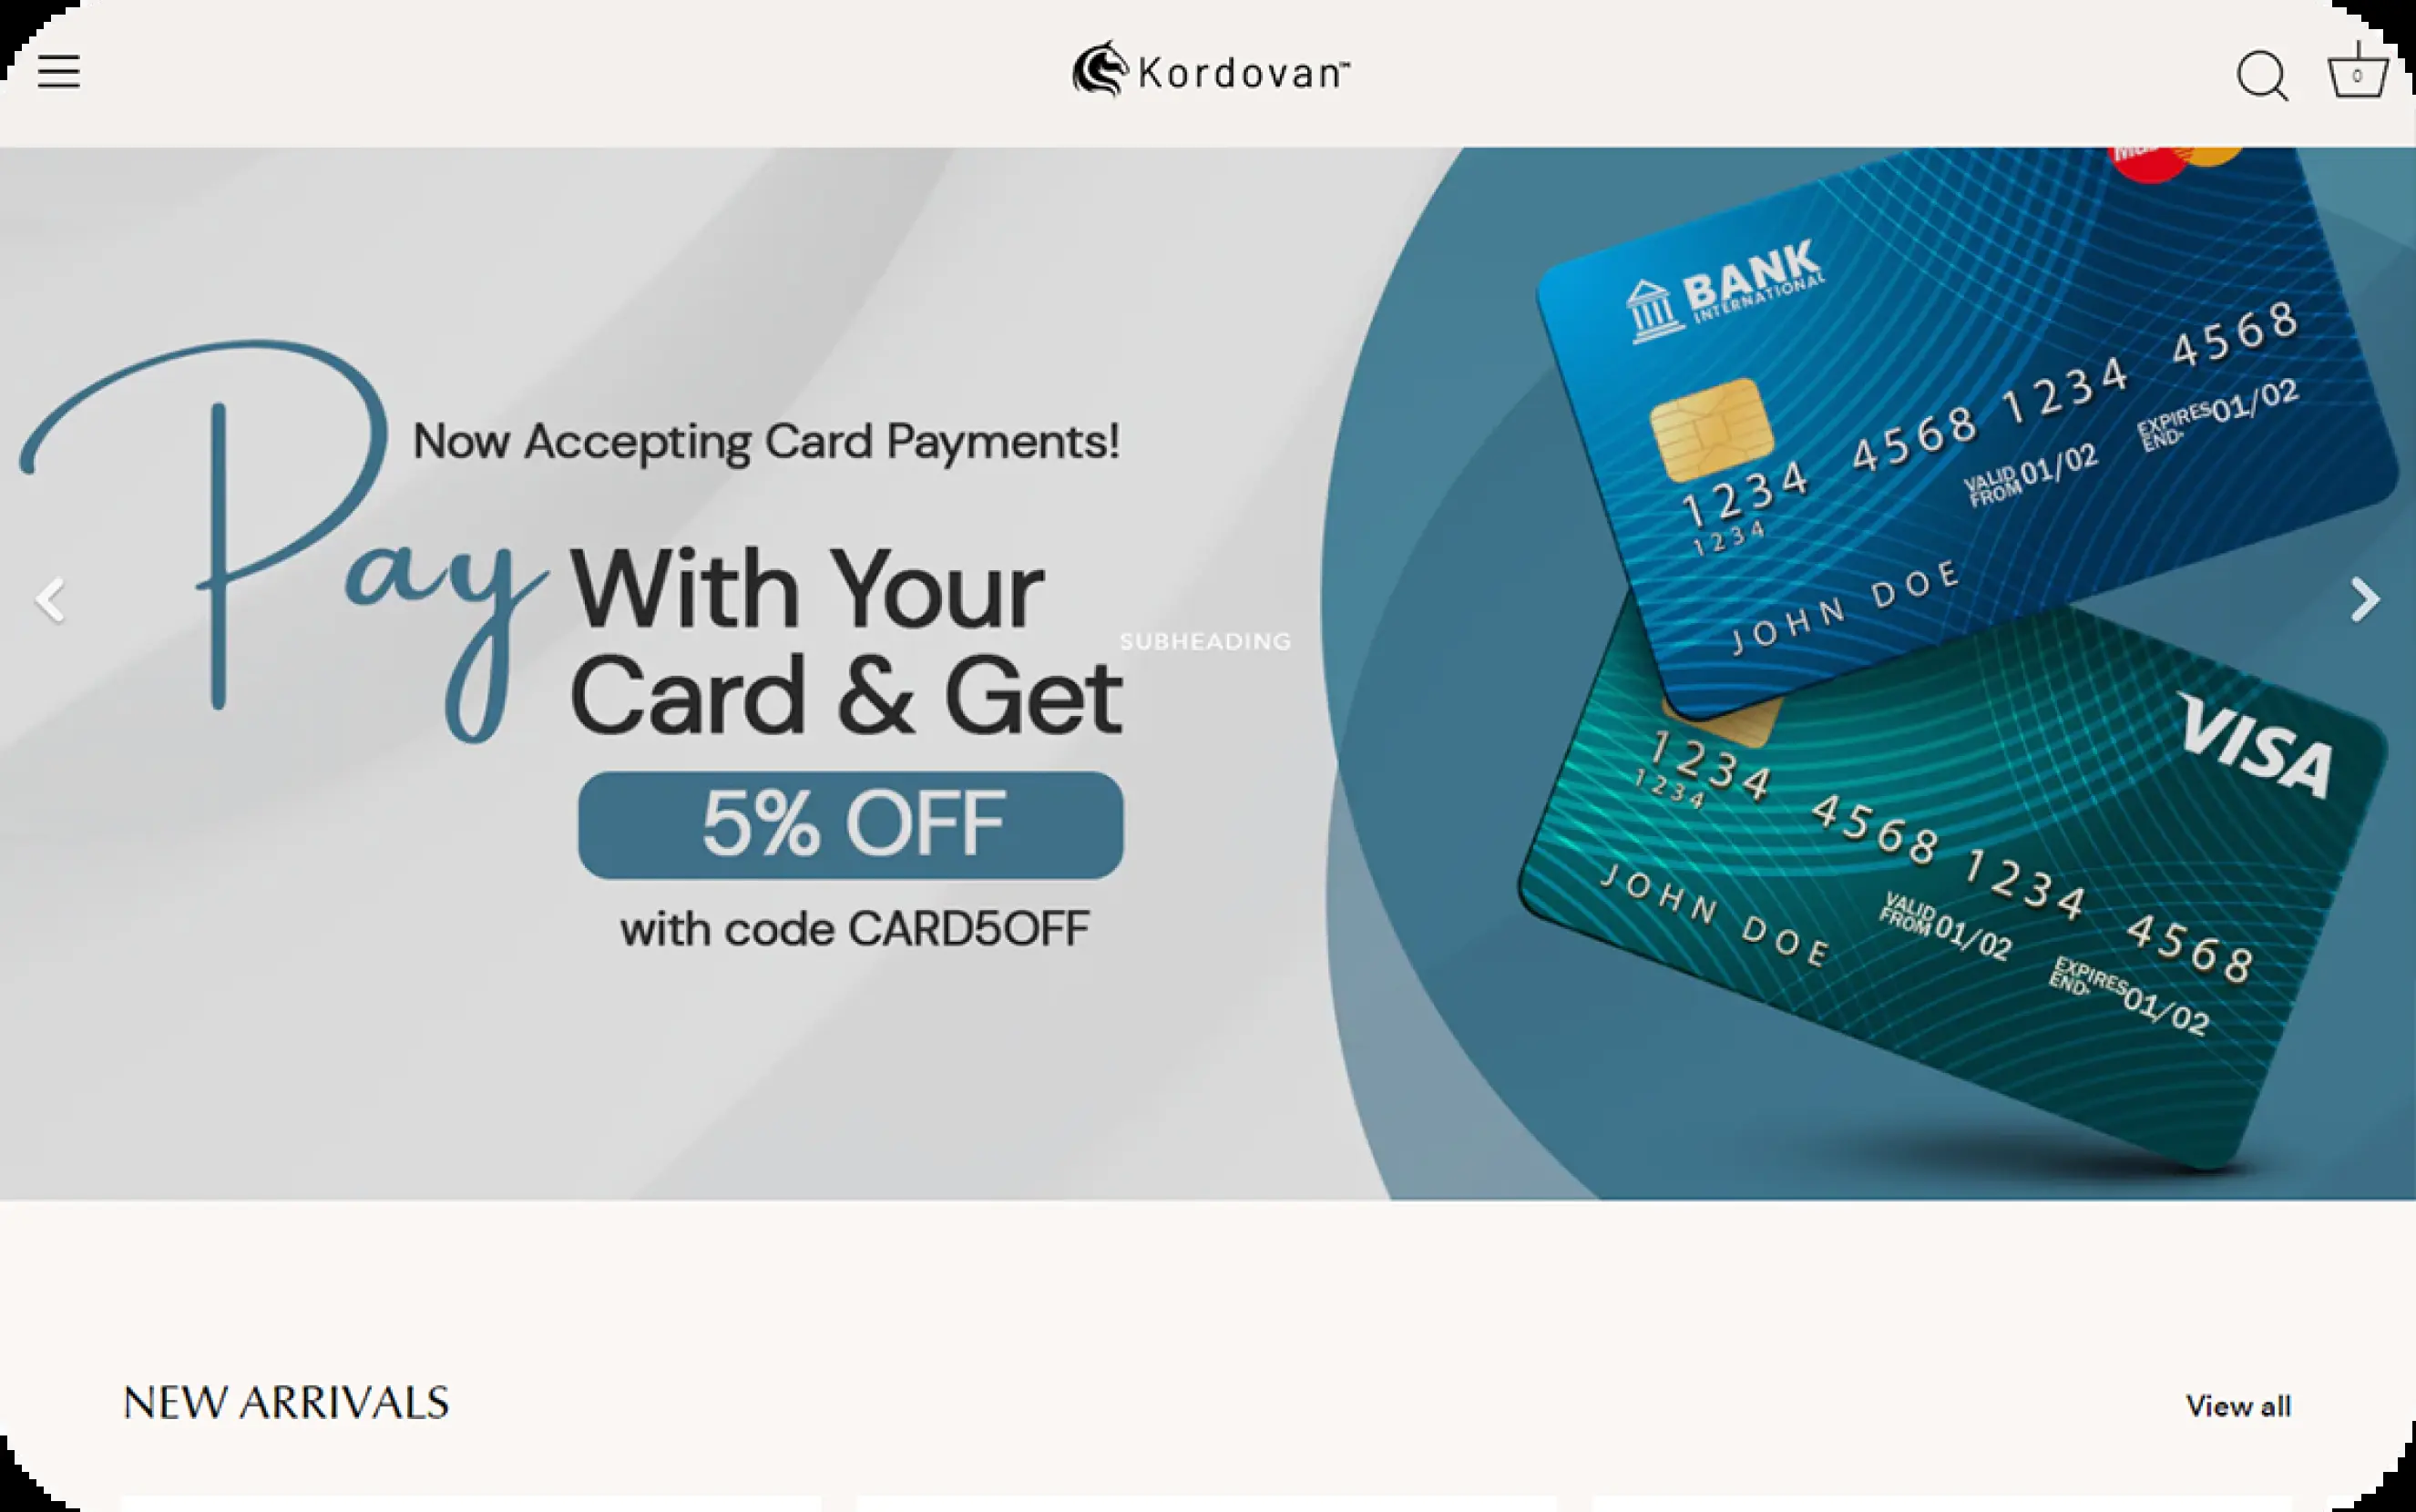 Kordovan™
0
Now Accepting Card Payments!
Pay With Your
Card & Get
SUBHEADING
5% OFF
with code CARD5OFF
BANK
INTERNATIONAL
1234 4568 1234 4568
1234
VALID FROM 01/02
EXPIRES END 01/02
JOHN DOE
VISA
1234 4568 1234 4568
1234
JOHN DOE
VALID FROM 01/02
EXPIRES END 01/02
NEW ARRIVALS
View all